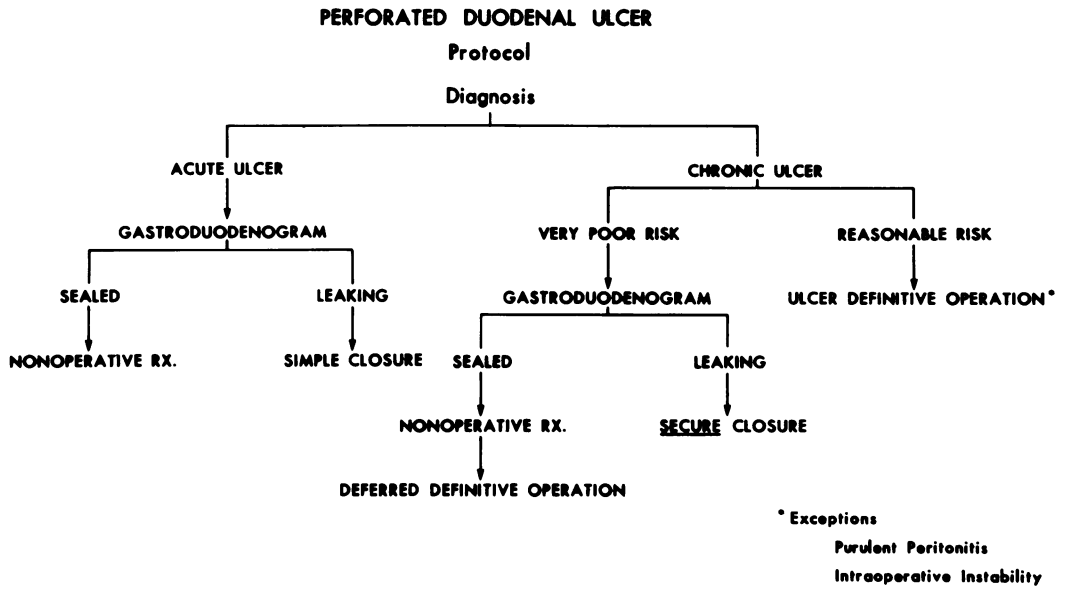 PERFORATED DUODENAL ULCER
Protocol
Diagnosis
ACUTE ULCER
CHRONIC ULCER
GASTRODUODENOGRAM
VERY POOR RISK
REASONABLE RISK
SEALED
LEAKING
GASTRODUODENOGRAM
ULCER DEFINITIVE OPERATION*
NONOPERATIVE RX.
SIMPLE CLOSURE
SEALED
LEAKING
NONOPERATIVE RX.
SECURE CLOSURE
DEFERRED DEFINITIVE OPERATION
* Exceptions
Purulent Peritonitis
Intraoperative Instability